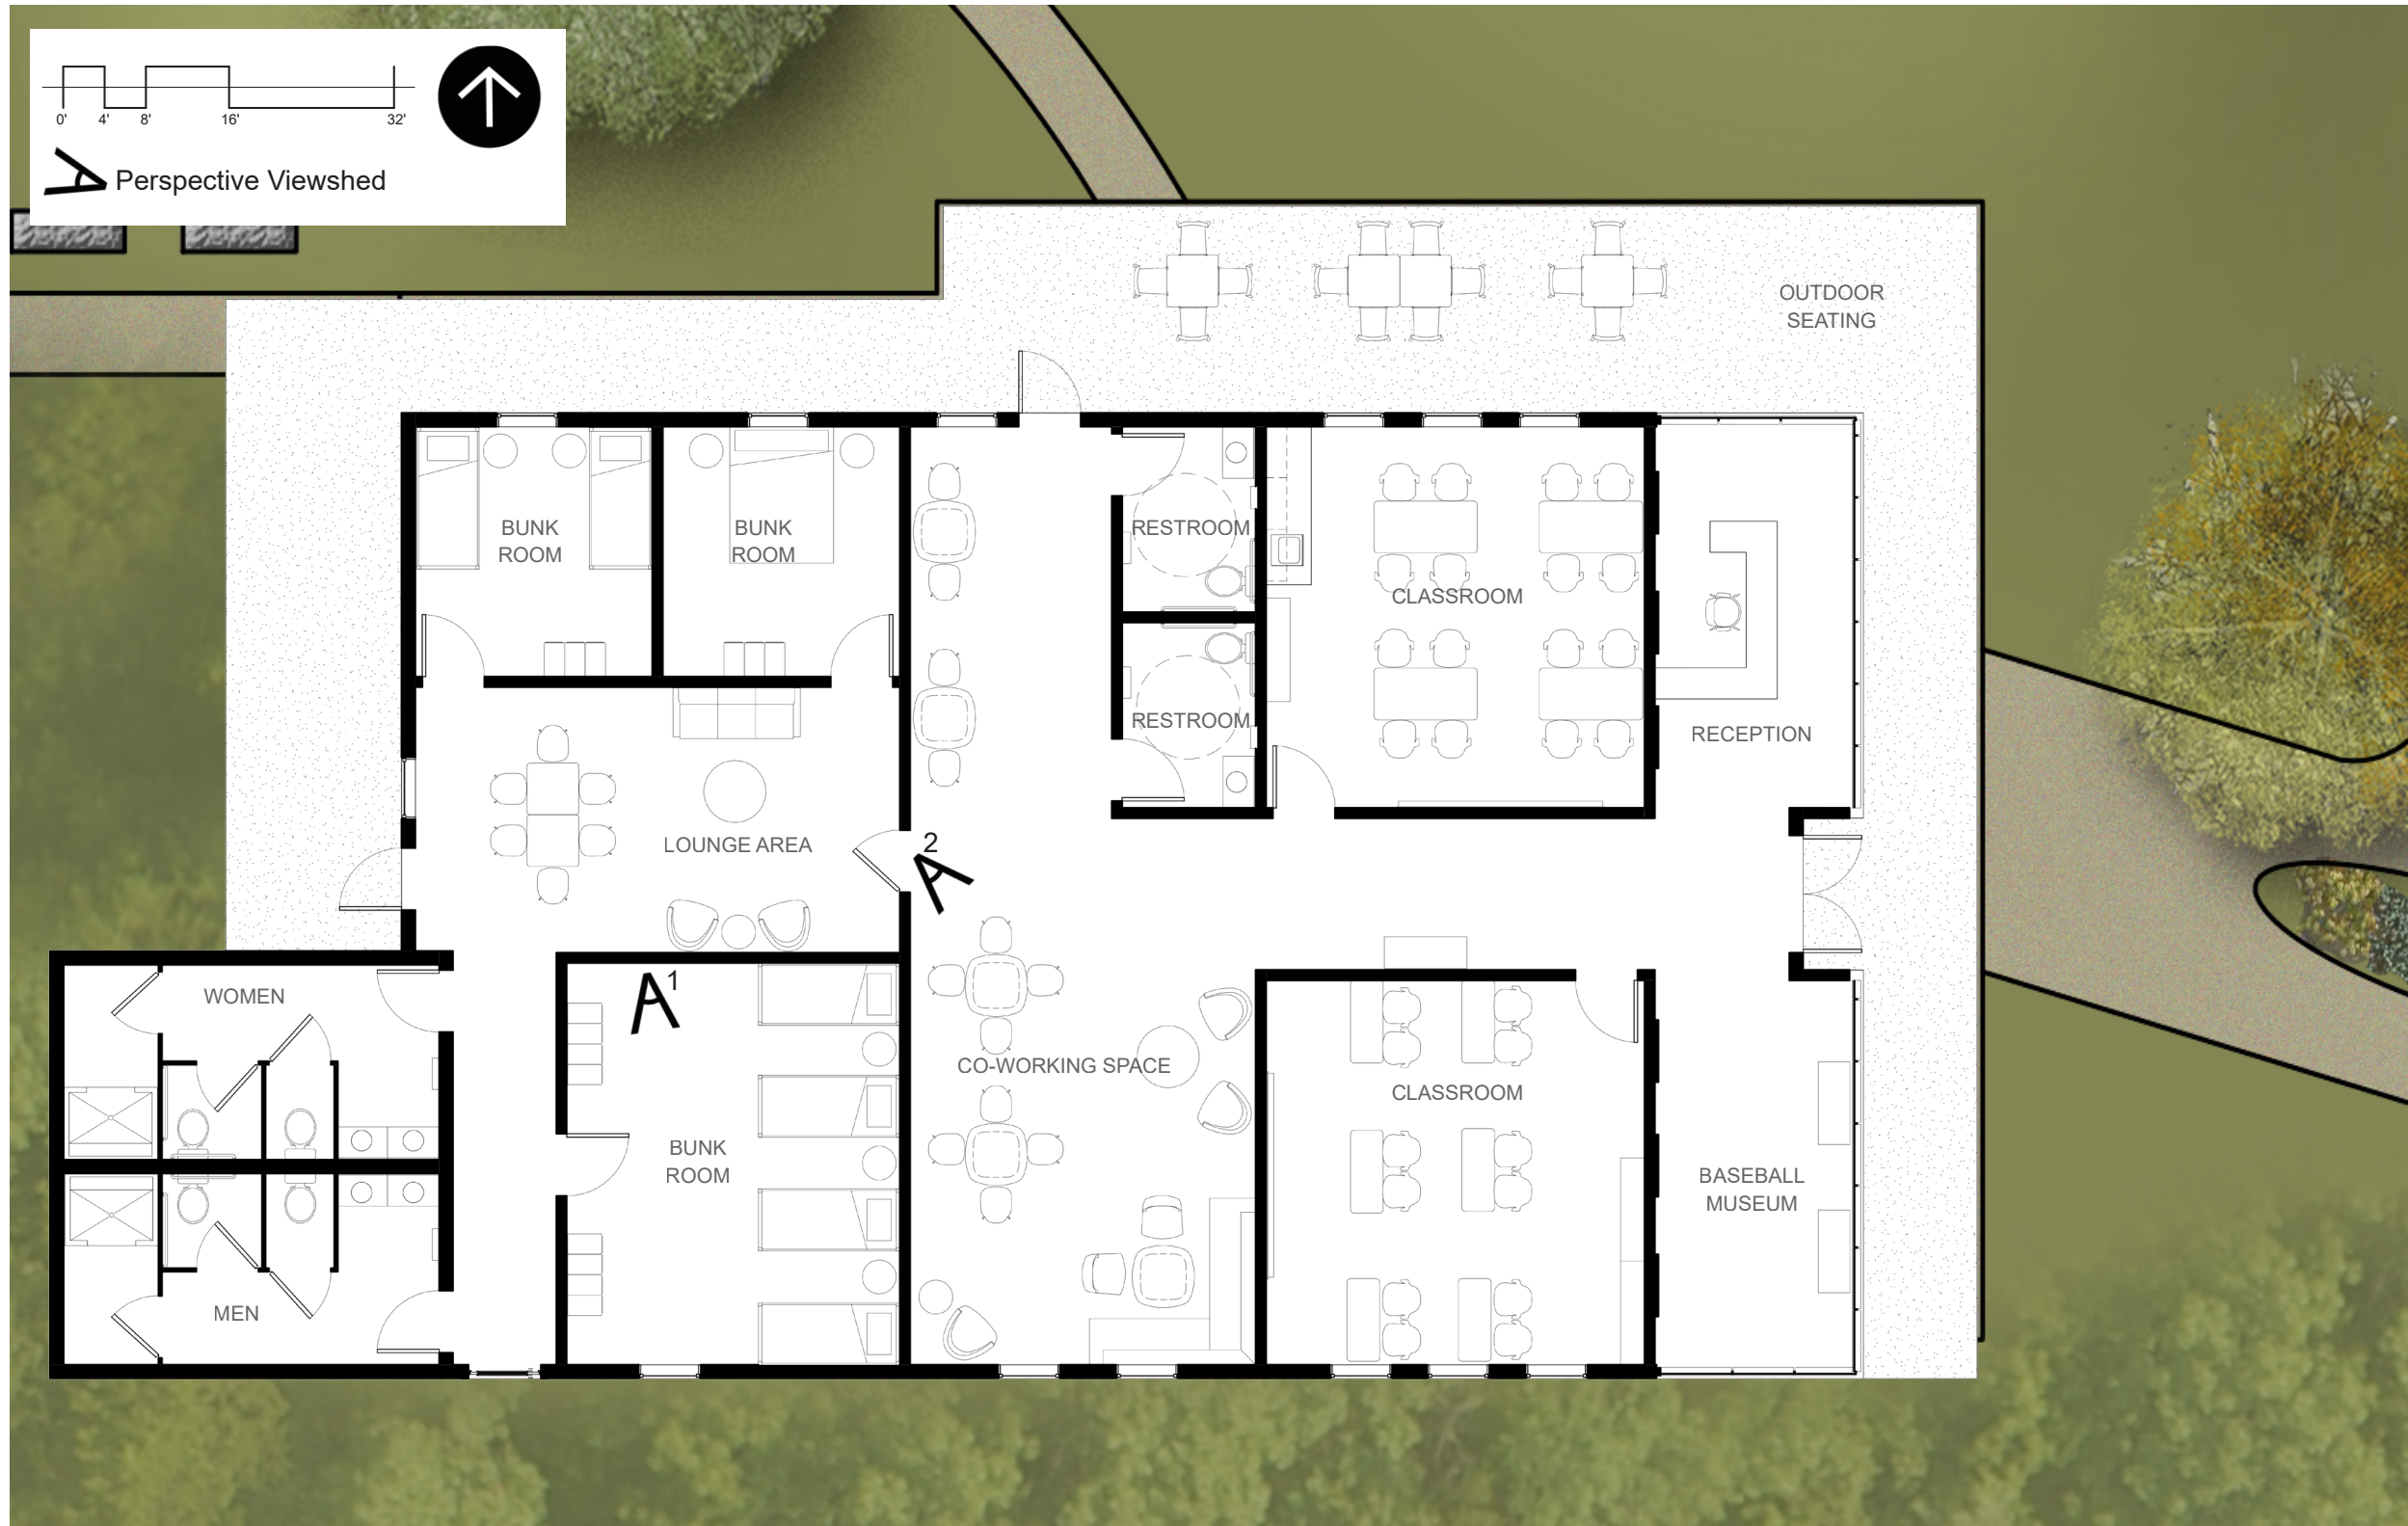 0' 4' 8' 16' 32'
Perspective Viewshed
OUTDOOR
SEATING
BUNK
ROOM
BUNK
ROOM
RESTROOM
CLASSROOM
RESTROOM
RECEPTION
LOUNGE AREA
2
WOMEN
1
CO-WORKING SPACE
CLASSROOM
BUNK
ROOM
BASEBALL
MUSEUM
MEN